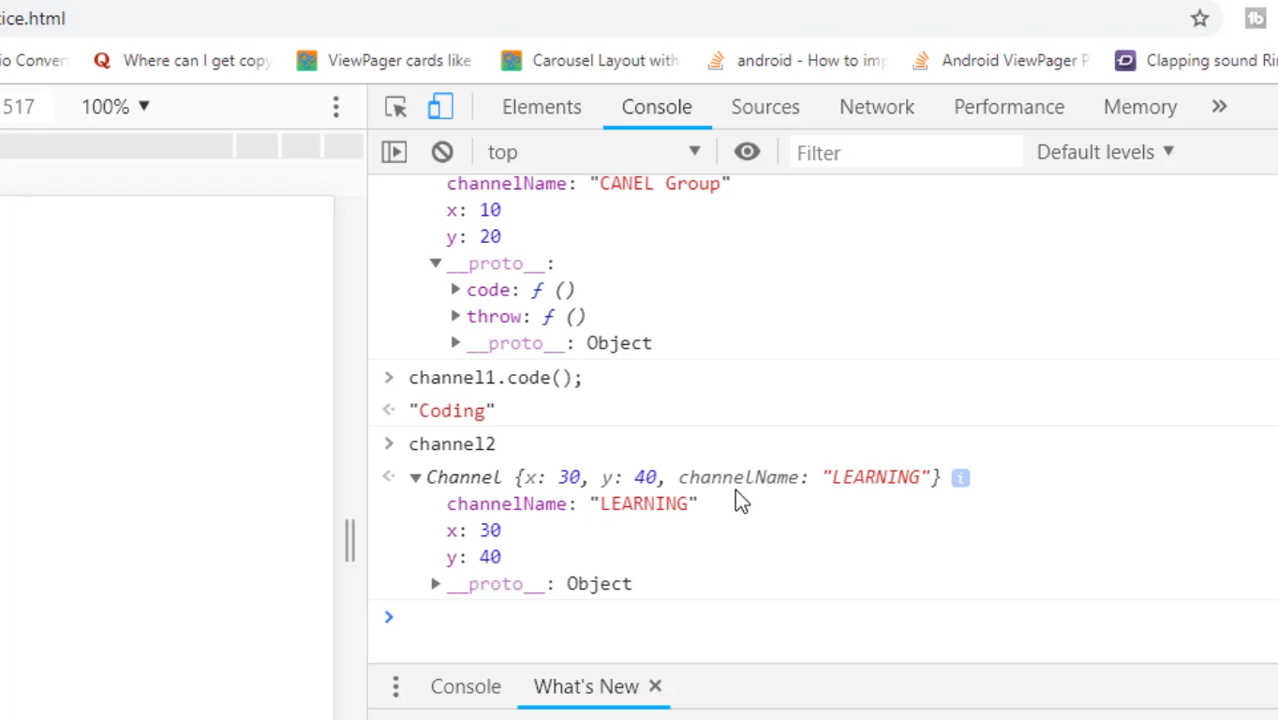 tice.html
io Conver
Where can I get copy
ViewPager cards like
Carousel Layout with
android - How to imp
Android ViewPager P
Clapping sound Rin
517 100% ▼
Elements Console Sources Network Performance Memory »
top ▼ Filter Default levels ▼
channelName: "CANEL Group"
x: 10
y: 20
▼ __proto__:
▶ code: ƒ ()
▶ throw: ƒ ()
▶ __proto__: Object
> channel1.code();
"Coding"
> channel2
▼ Channel {x: 30, y: 40, channelName: "LEARNING"} i
channelName: "LEARNING"
x: 30
y: 40
▶ __proto__: Object
>
Console What's New ×